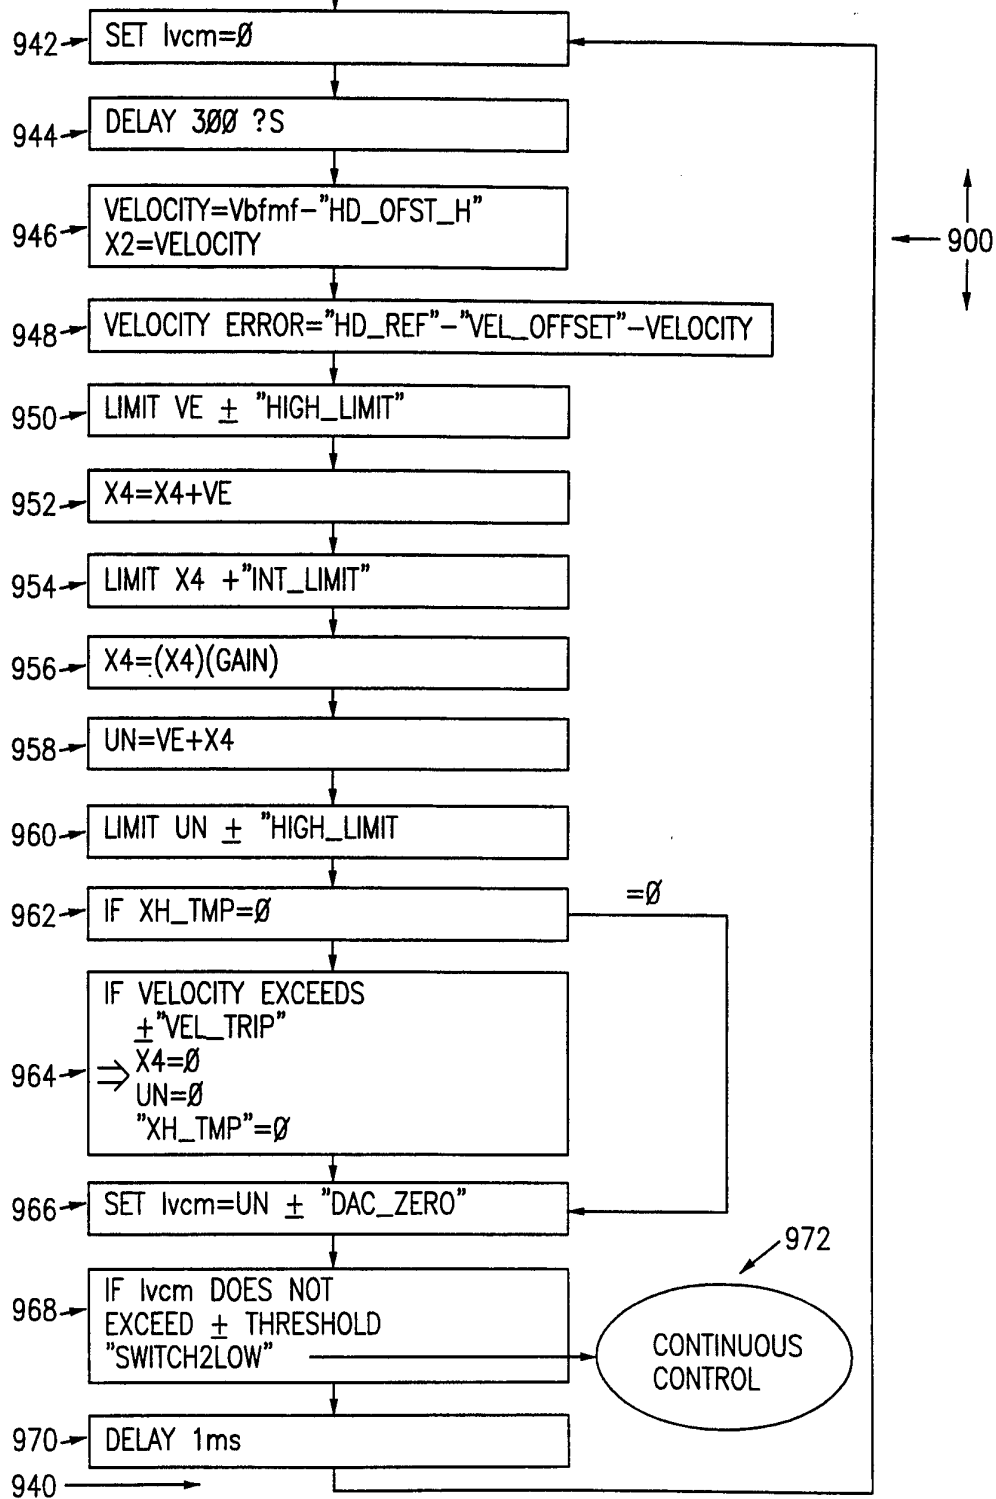 942
SET Ivcm=Ø
944
DELAY 3ØØ ?S
946
VELOCITY=Vbfmf-"HD_OFST_H"
X2=VELOCITY
900
948
VELOCITY ERROR="HD_REF"-"VEL_OFFSET"-VELOCITY
950
LIMIT VE ± "HIGH_LIMIT"
952
X4=X4+VE
954
LIMIT X4 +"INT_LIMIT"
956
X4=(X4)(GAIN)
958
UN=VE+X4
960
LIMIT UN ± "HIGH_LIMIT
962
IF XH_TMP=Ø
=Ø
964
IF VELOCITY EXCEEDS
±"VEL_TRIP"
⇒ X4=Ø
UN=Ø
"XH_TMP"=Ø
966
SET Ivcm=UN ± "DAC_ZERO"
972
968
IF Ivcm DOES NOT
EXCEED ± THRESHOLD
"SWITCH2LOW"
CONTINUOUS
CONTROL
970
DELAY 1ms
940